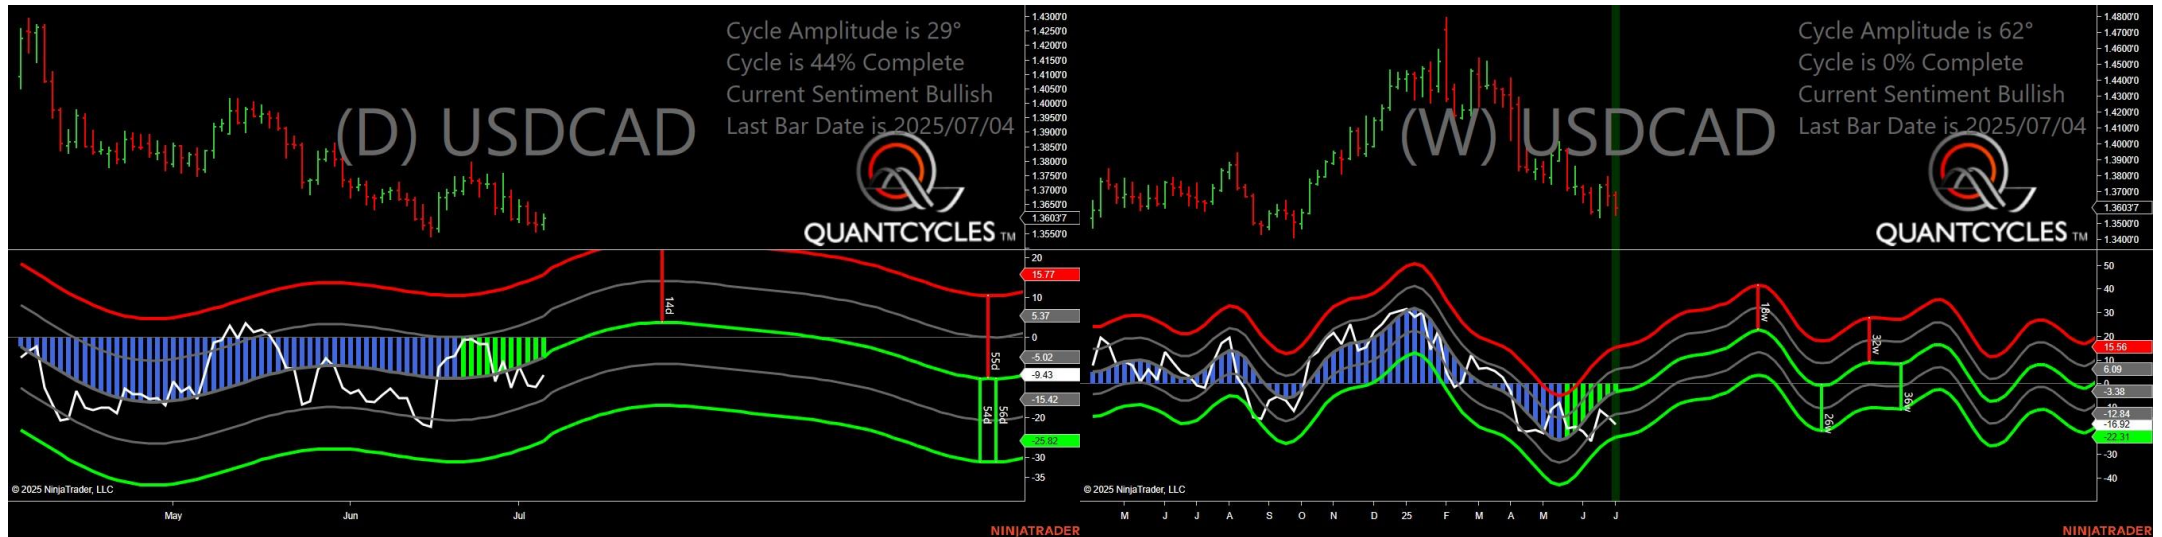 Cycle Amplitude is 29°
Cycle is 44% Complete
Current Sentiment Bullish
Last Bar Date is 2025/07/04
(D) USDCAD
QUANTCYCLES TM
1.4300'0
1.4250'0
1.4200'0
1.4150'0
1.4100'0
1.4050'0
1.4000'0
1.3950'0
1.3900'0
1.3850'0
1.3800'0
1.3750'0
1.3700'0
1.3650'0
1.3603'7
1.3550'0
20
15.77
10
5.37
0
-5.02
-9.43
-15.42
-20
-25.82
-30
-35
14d
55d
54d
56d
© 2025 NinjaTrader, LLC
May
Jun
Jul
NINJATRADER
Cycle Amplitude is 62°
Cycle is 0% Complete
Current Sentiment Bullish
Last Bar Date is 2025/07/04
(W) USDCAD
QUANTCYCLES TM
1.4800'0
1.4700'0
1.4600'0
1.4500'0
1.4400'0
1.4300'0
1.4200'0
1.4100'0
1.4000'0
1.3900'0
1.3800'0
1.3700'0
1.3603'7
1.3500'0
1.3400'0
50
40
30
20
15.56
10
6.09
0
-3.38
-12.84
-16.92
-22.31
-30
-40
18w
32w
26w
36w
© 2025 NinjaTrader, LLC
M J J A S O N D 25 F M A M J J
NINJATRADER